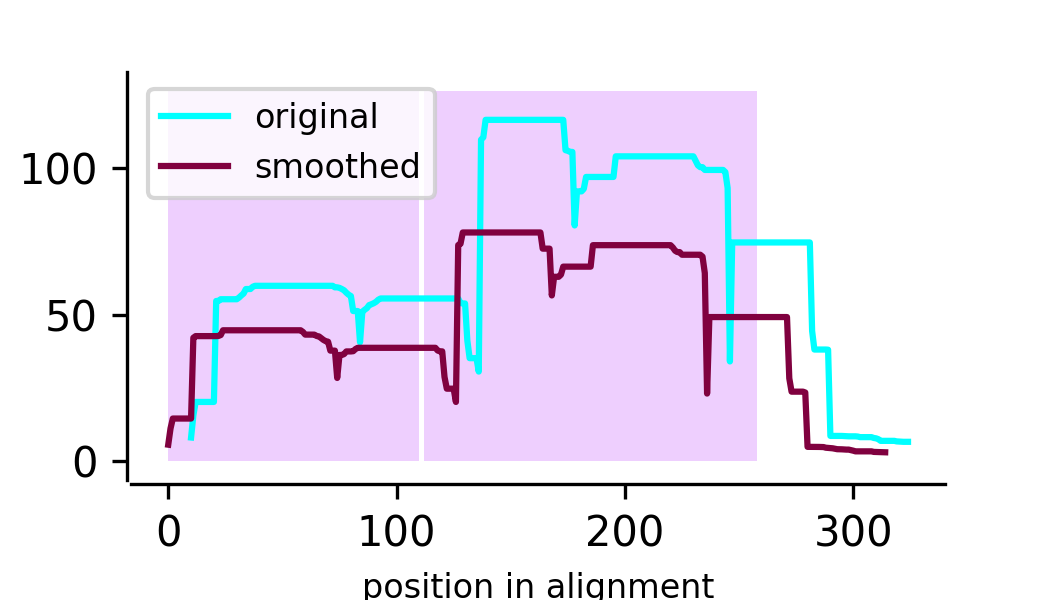 original
smoothed
100
50
0
0 100 200 300
position in alignment